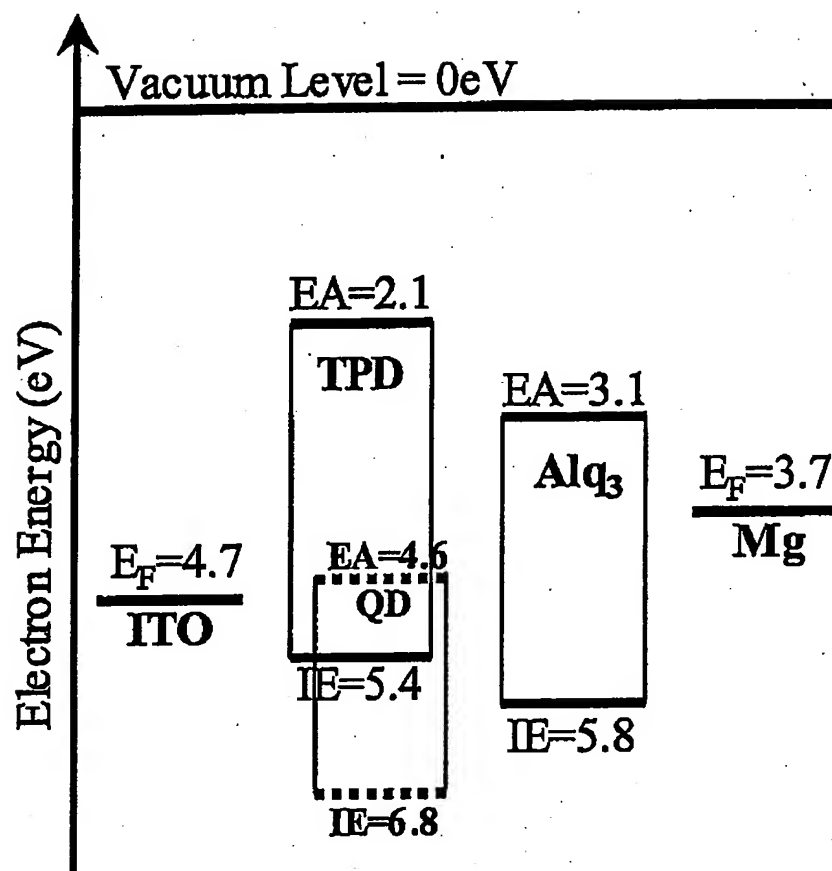 Vacuum Level = 0eV
Electron Energy (eV)
EA=2.1
TPD
EA=3.1
Alq₃
E_F=3.7
Mg
E_F=4.7
ITO
EA=4.6
QD
IE=5.4
IE=5.8
IE=6.8